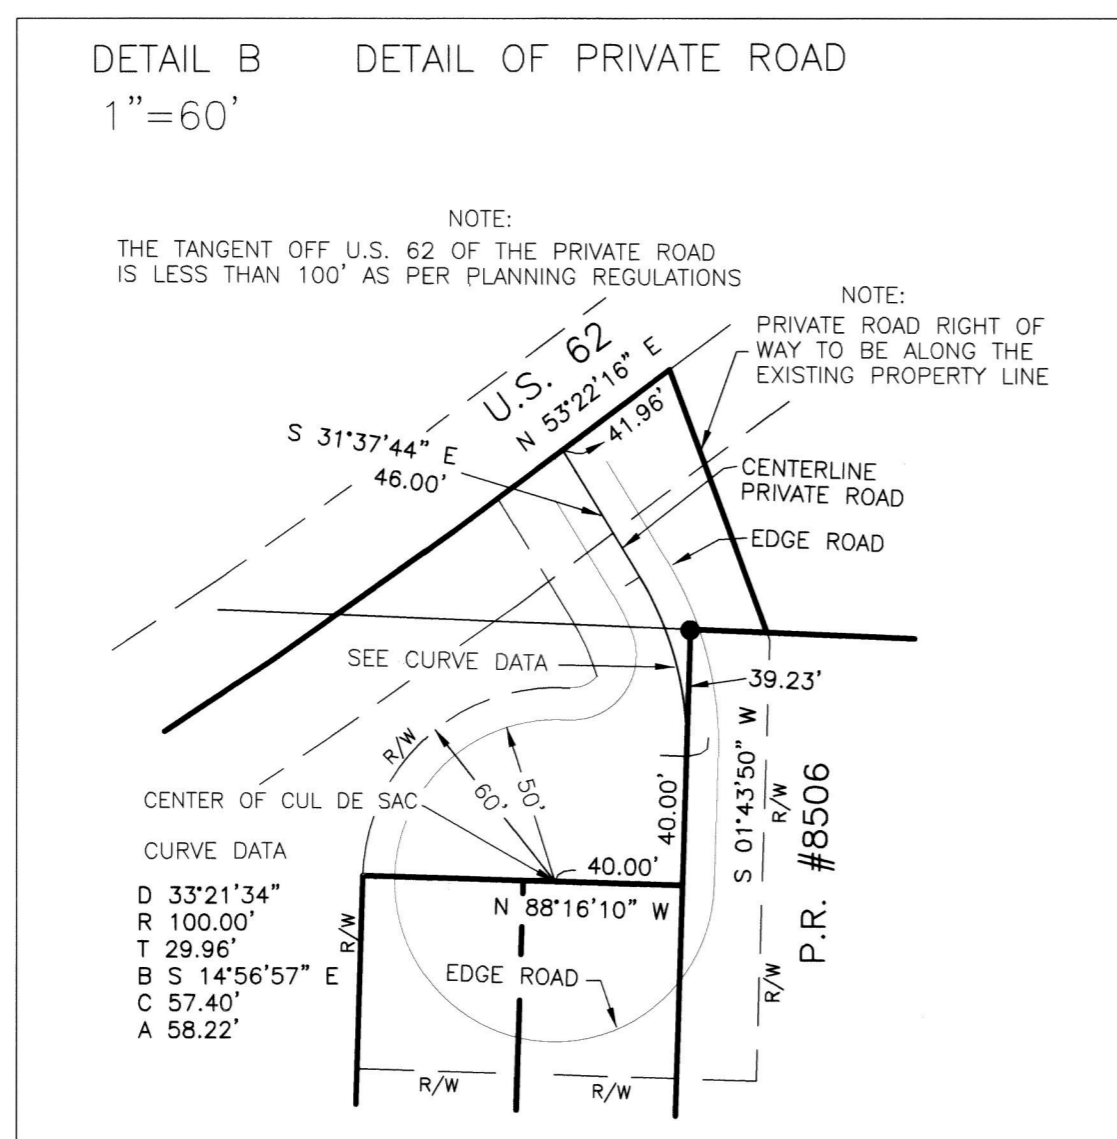 DETAIL B DETAIL OF PRIVATE ROAD
1"=60'
NOTE:
THE TANGENT OFF U.S. 62 OF THE PRIVATE ROAD
IS LESS THAN 100' AS PER PLANNING REGULATIONS
NOTE:
PRIVATE ROAD RIGHT OF
WAY TO BE ALONG THE
EXISTING PROPERTY LINE
U.S. 62
N 53°22'16" E
41.96'
S 31°37'44" E
46.00'
CENTERLINE
PRIVATE ROAD
EDGE ROAD
SEE CURVE DATA
39.23'
R/W
60'
50'
40.00'
S 01°43'50" W
R/W
P.R. #8506
CENTER OF CUL DE SAC
40.00'
N 88°16'10" W
CURVE DATA
D 33°21'34"
R 100.00'
T 29.96'
B S 14°56'57" E
C 57.40'
A 58.22'
R/W
EDGE ROAD
R/W
R/W
R/W